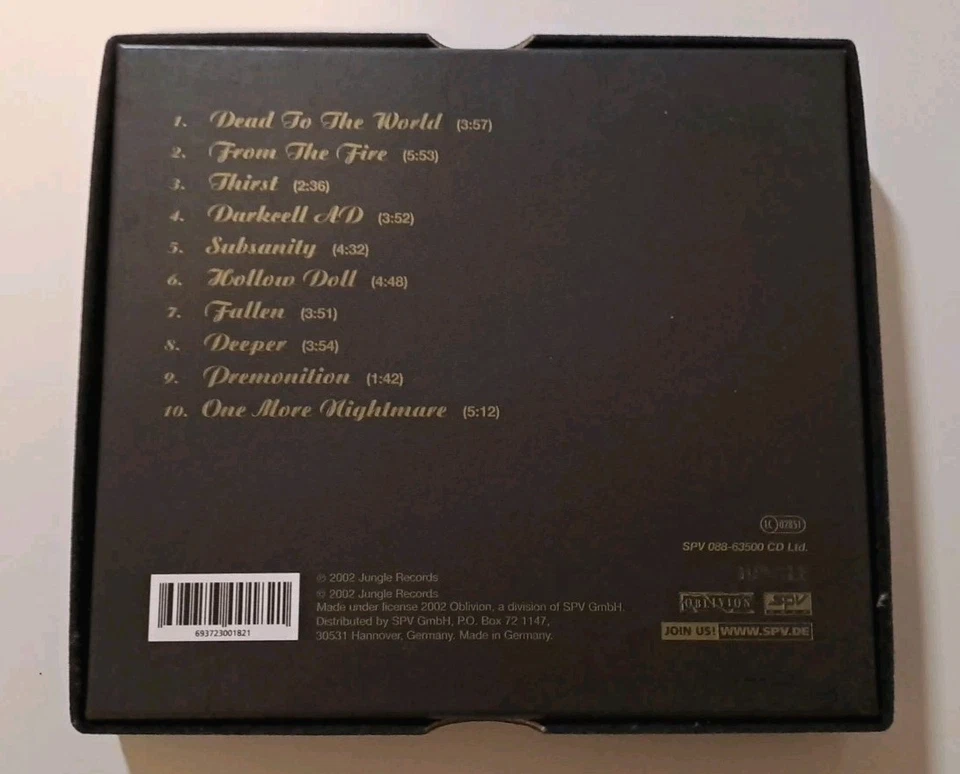 1. Dead To The World (3:57)
2. From The Fire (5:53)
3. Thirst (2:36)
4. Darkcell AD (3:52)
5. Subsanity (4:32)
6. Hollow Doll (4:48)
7. Fallen (3:51)
8. Deeper (3:54)
9. Premonition (1:42)
10. One More Nightmare (5:12)
LC 02851
SPV 088-63500 CD Ltd.
℗ 2002 Jungle Records
© 2002 Jungle Records
Made under license 2002 Oblivion, a division of SPV GmbH.
Distributed by SPV GmbH, P.O. Box 72 1147,
30531 Hannover, Germany. Made in Germany.
693723001821
OBLIVION SPV
JOIN US! WWW.SPV.DE